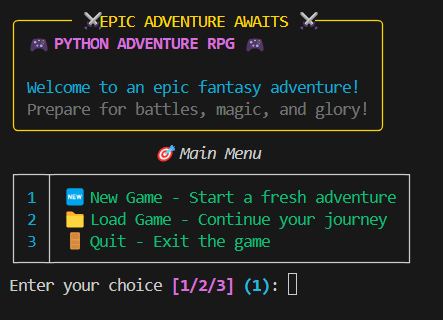 ⚔️EPIC ADVENTURE AWAITS ⚔️
🎮 PYTHON ADVENTURE RPG 🎮
Welcome to an epic fantasy adventure!
Prepare for battles, magic, and glory!
🎯 Main Menu
1 🆕 New Game - Start a fresh adventure
2 📁 Load Game - Continue your journey
3 🚪 Quit - Exit the game
Enter your choice [1/2/3] (1):